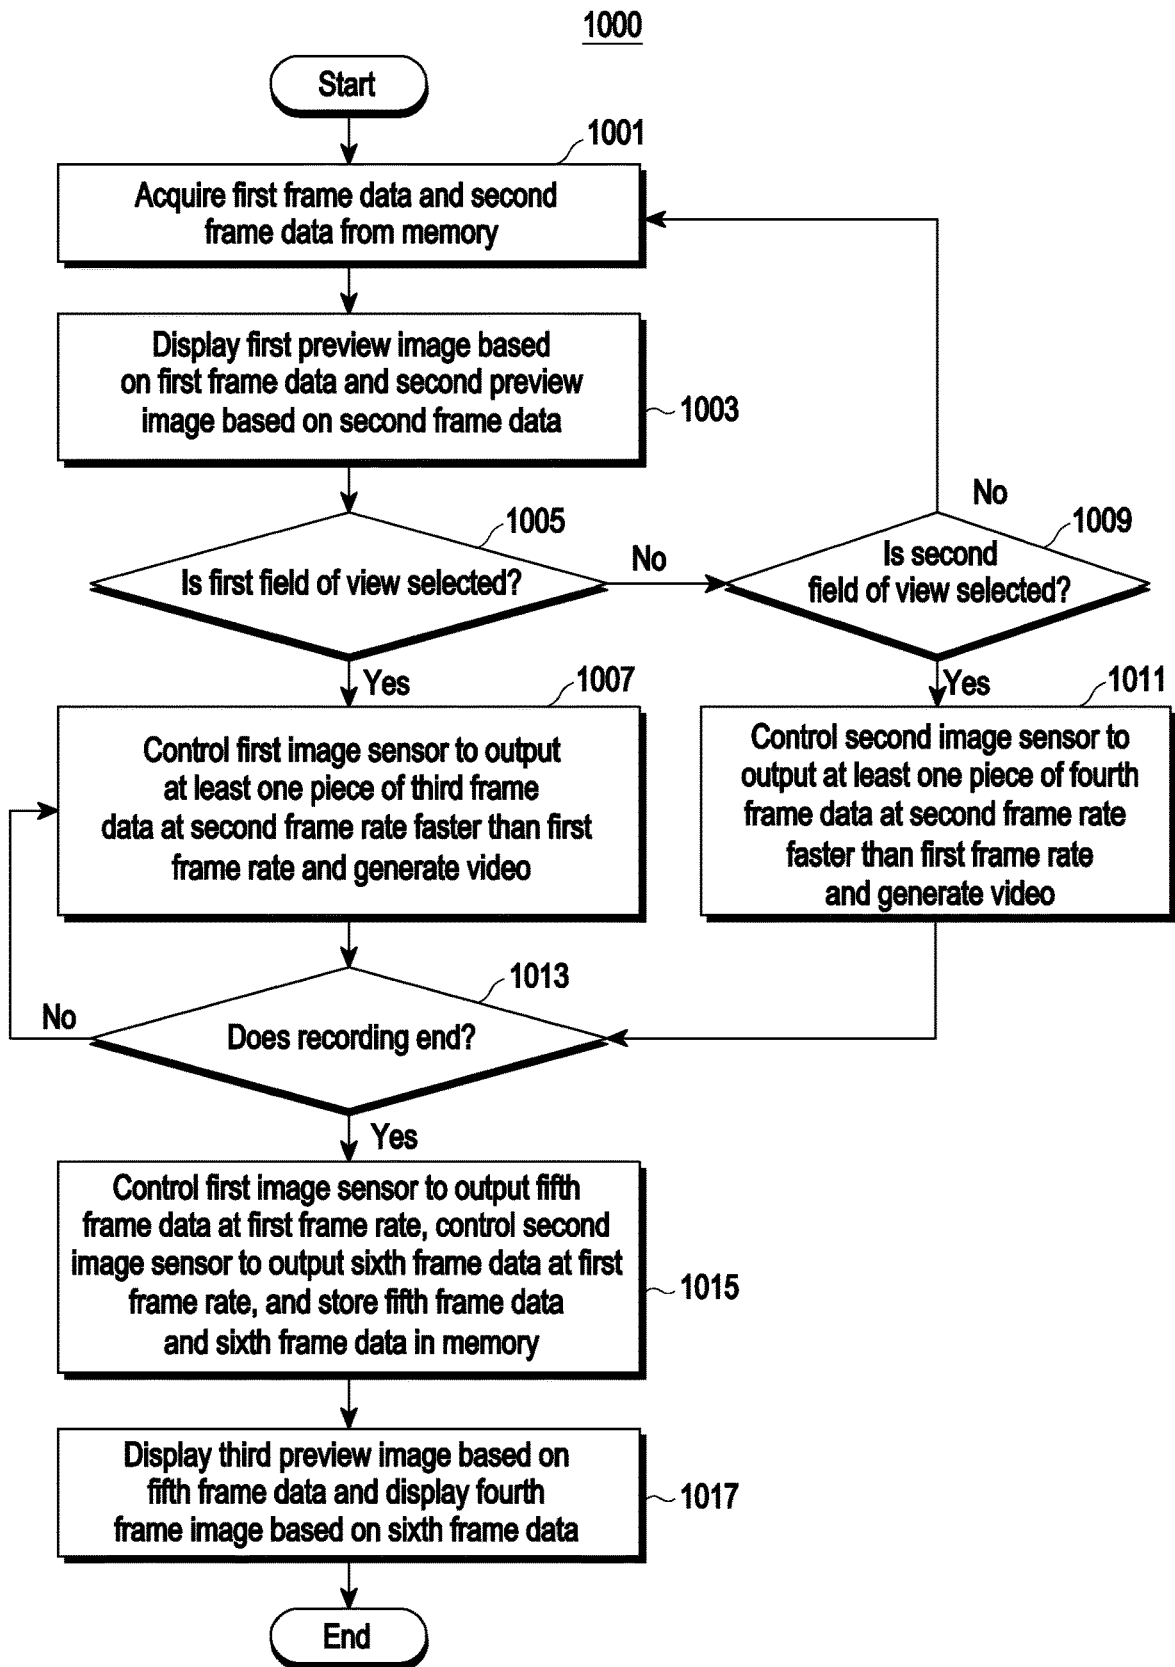 1000
Start
1001
Acquire first frame data and second
frame data from memory
Display first preview image based
on first frame data and second preview
image based on second frame data
1003
1005
Is first field of view selected?
No
No
1009
Is second
field of view selected?
Yes
1007
Control first image sensor to output
at least one piece of third frame
data at second frame rate faster than first
frame rate and generate video
Yes
1011
Control second image sensor to
output at least one piece of fourth
frame data at second frame rate
faster than first frame rate
and generate video
1013
No
Does recording end?
Yes
Control first image sensor to output fifth
frame data at first frame rate, control second
image sensor to output sixth frame data at first
frame rate, and store fifth frame data
and sixth frame data in memory
1015
Display third preview image based on
fifth frame data and display fourth
frame image based on sixth frame data
1017
End